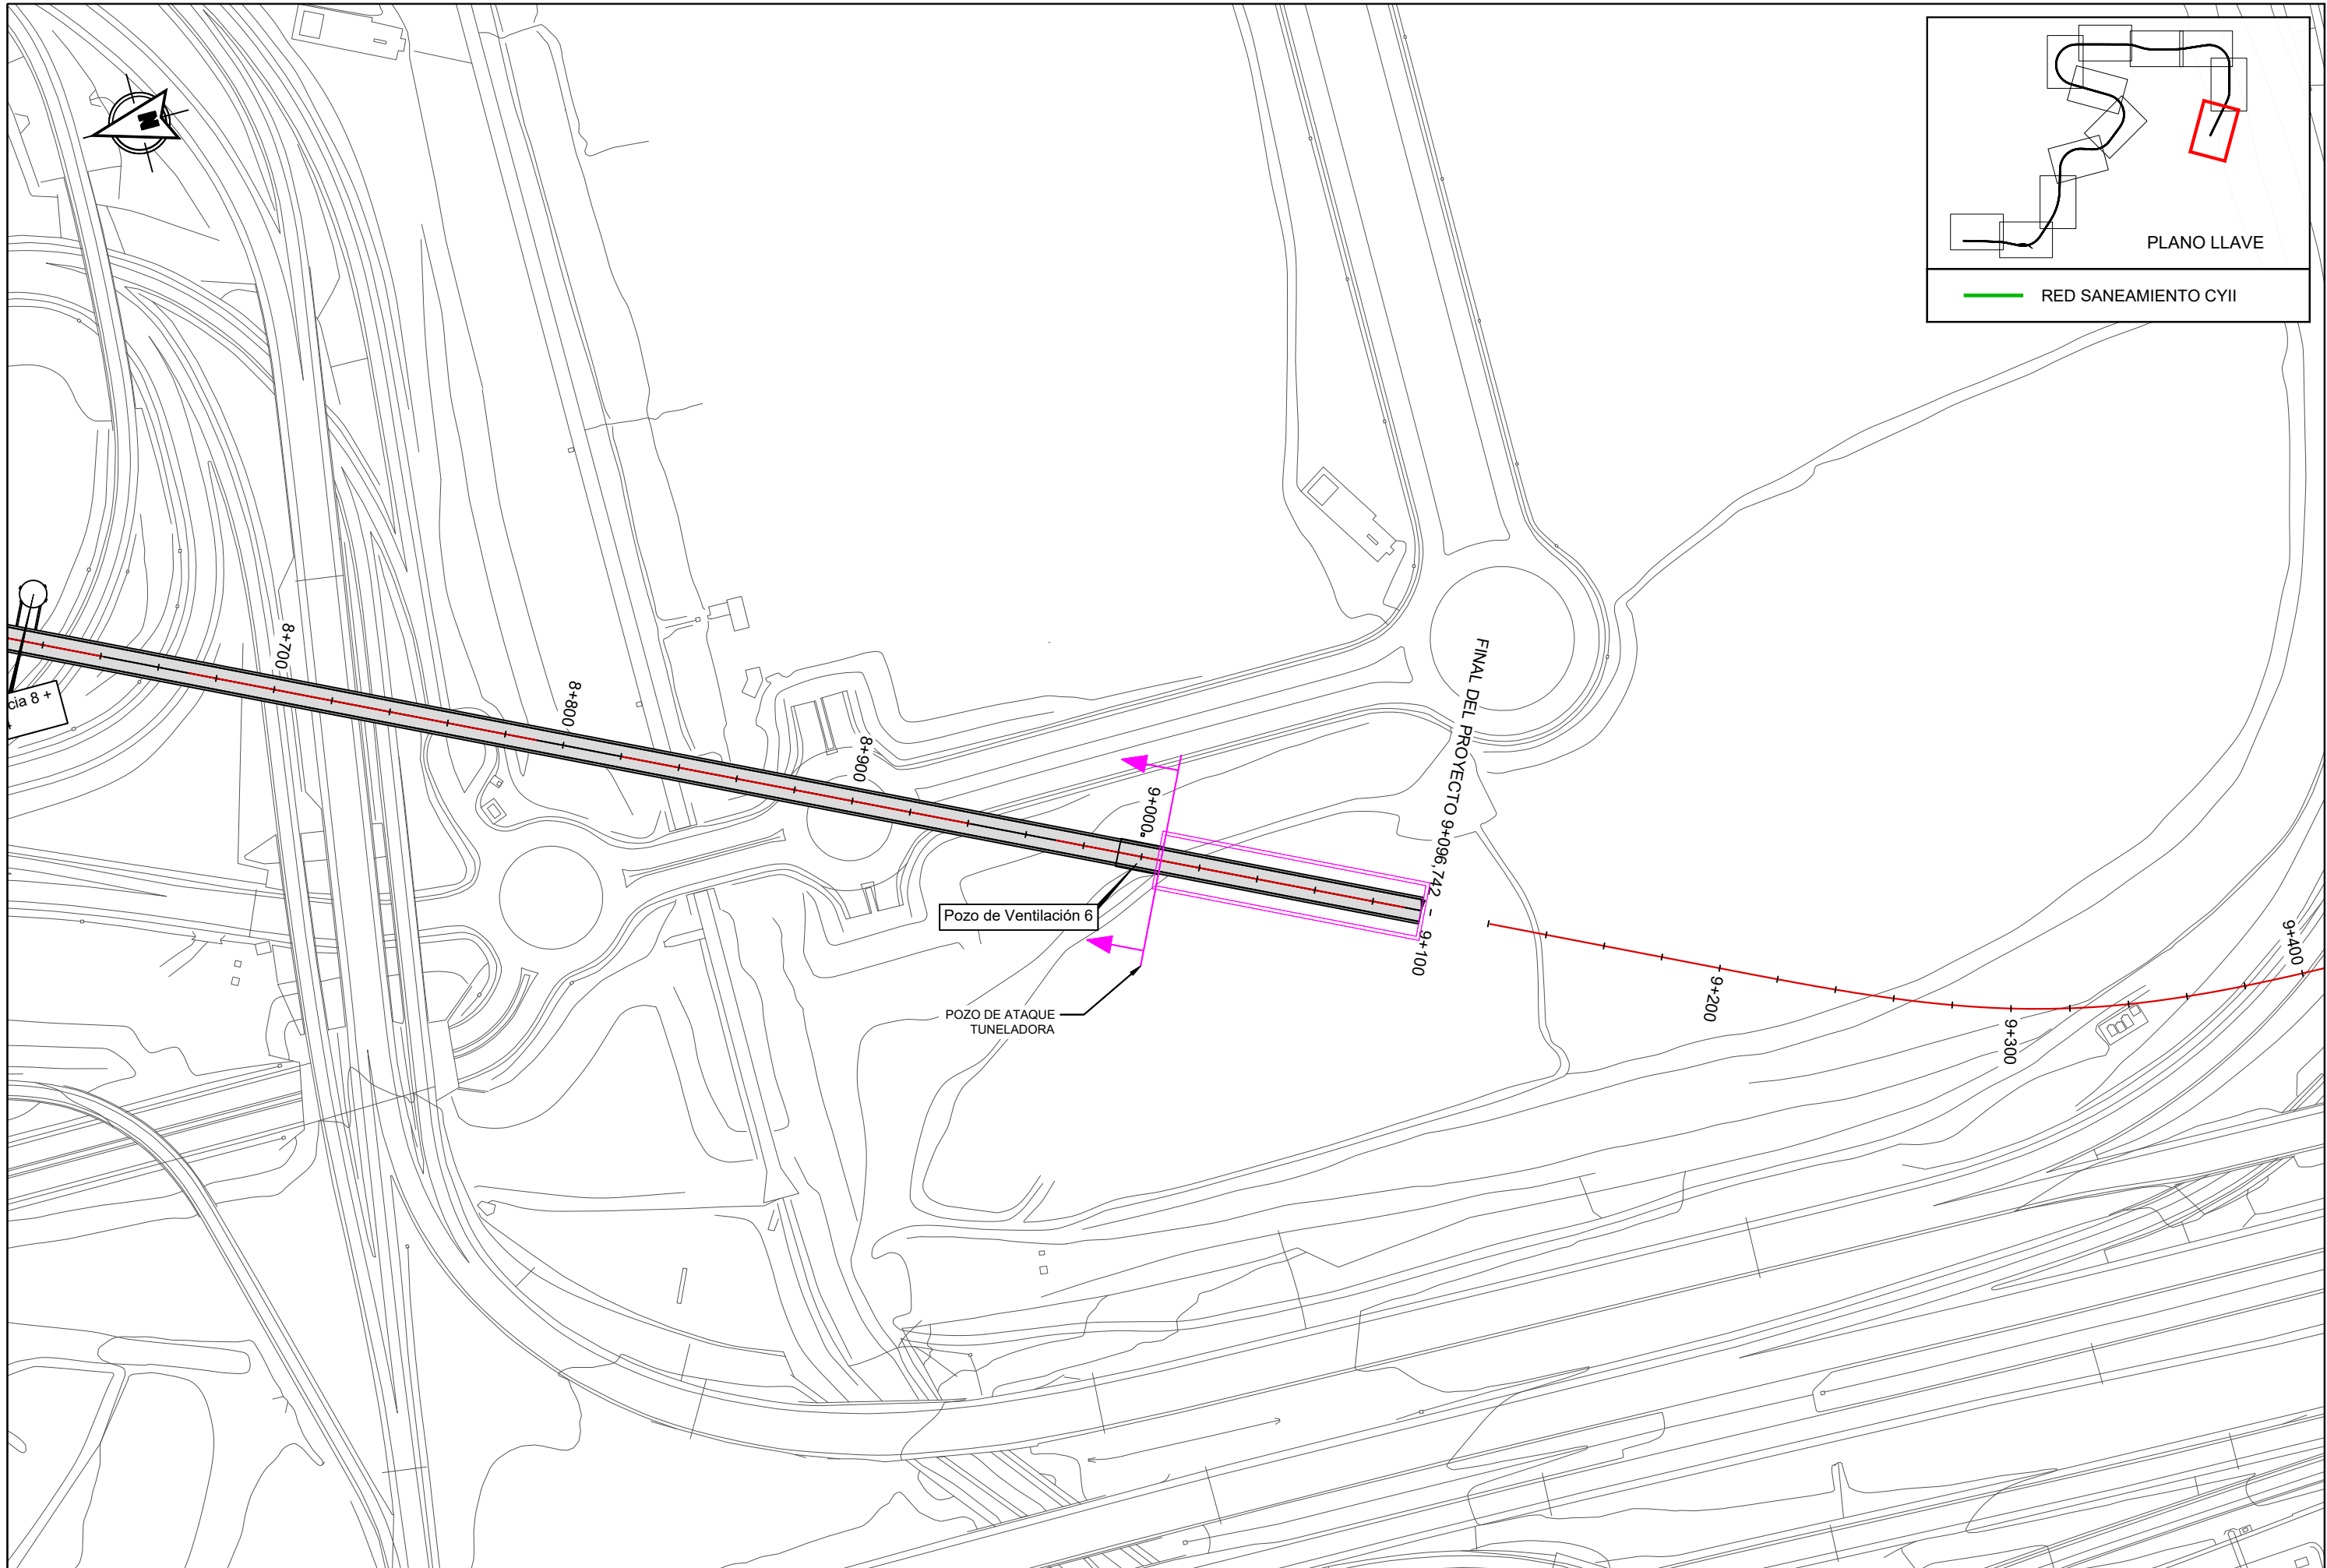 N
PLANO LLAVE
RED SANEAMIENTO CYII
cia 8 +
8+700
8+800
8+900
9+000
FINAL DEL PROYECTO 9+096,742
9+100
9+200
9+300
9+400
Pozo de Ventilación 6
POZO DE ATAQUE
TUNELADORA